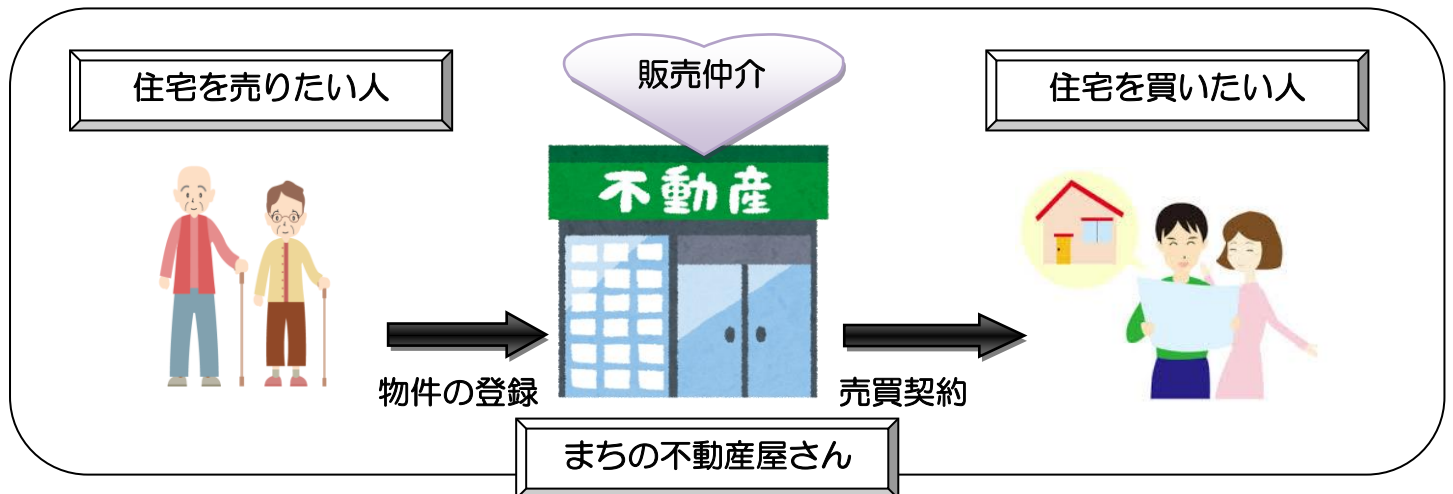 住宅を売りたい人
販売仲介
住宅を買いたい人
不動産
物件の登録
売買契約
まちの不動産屋さん